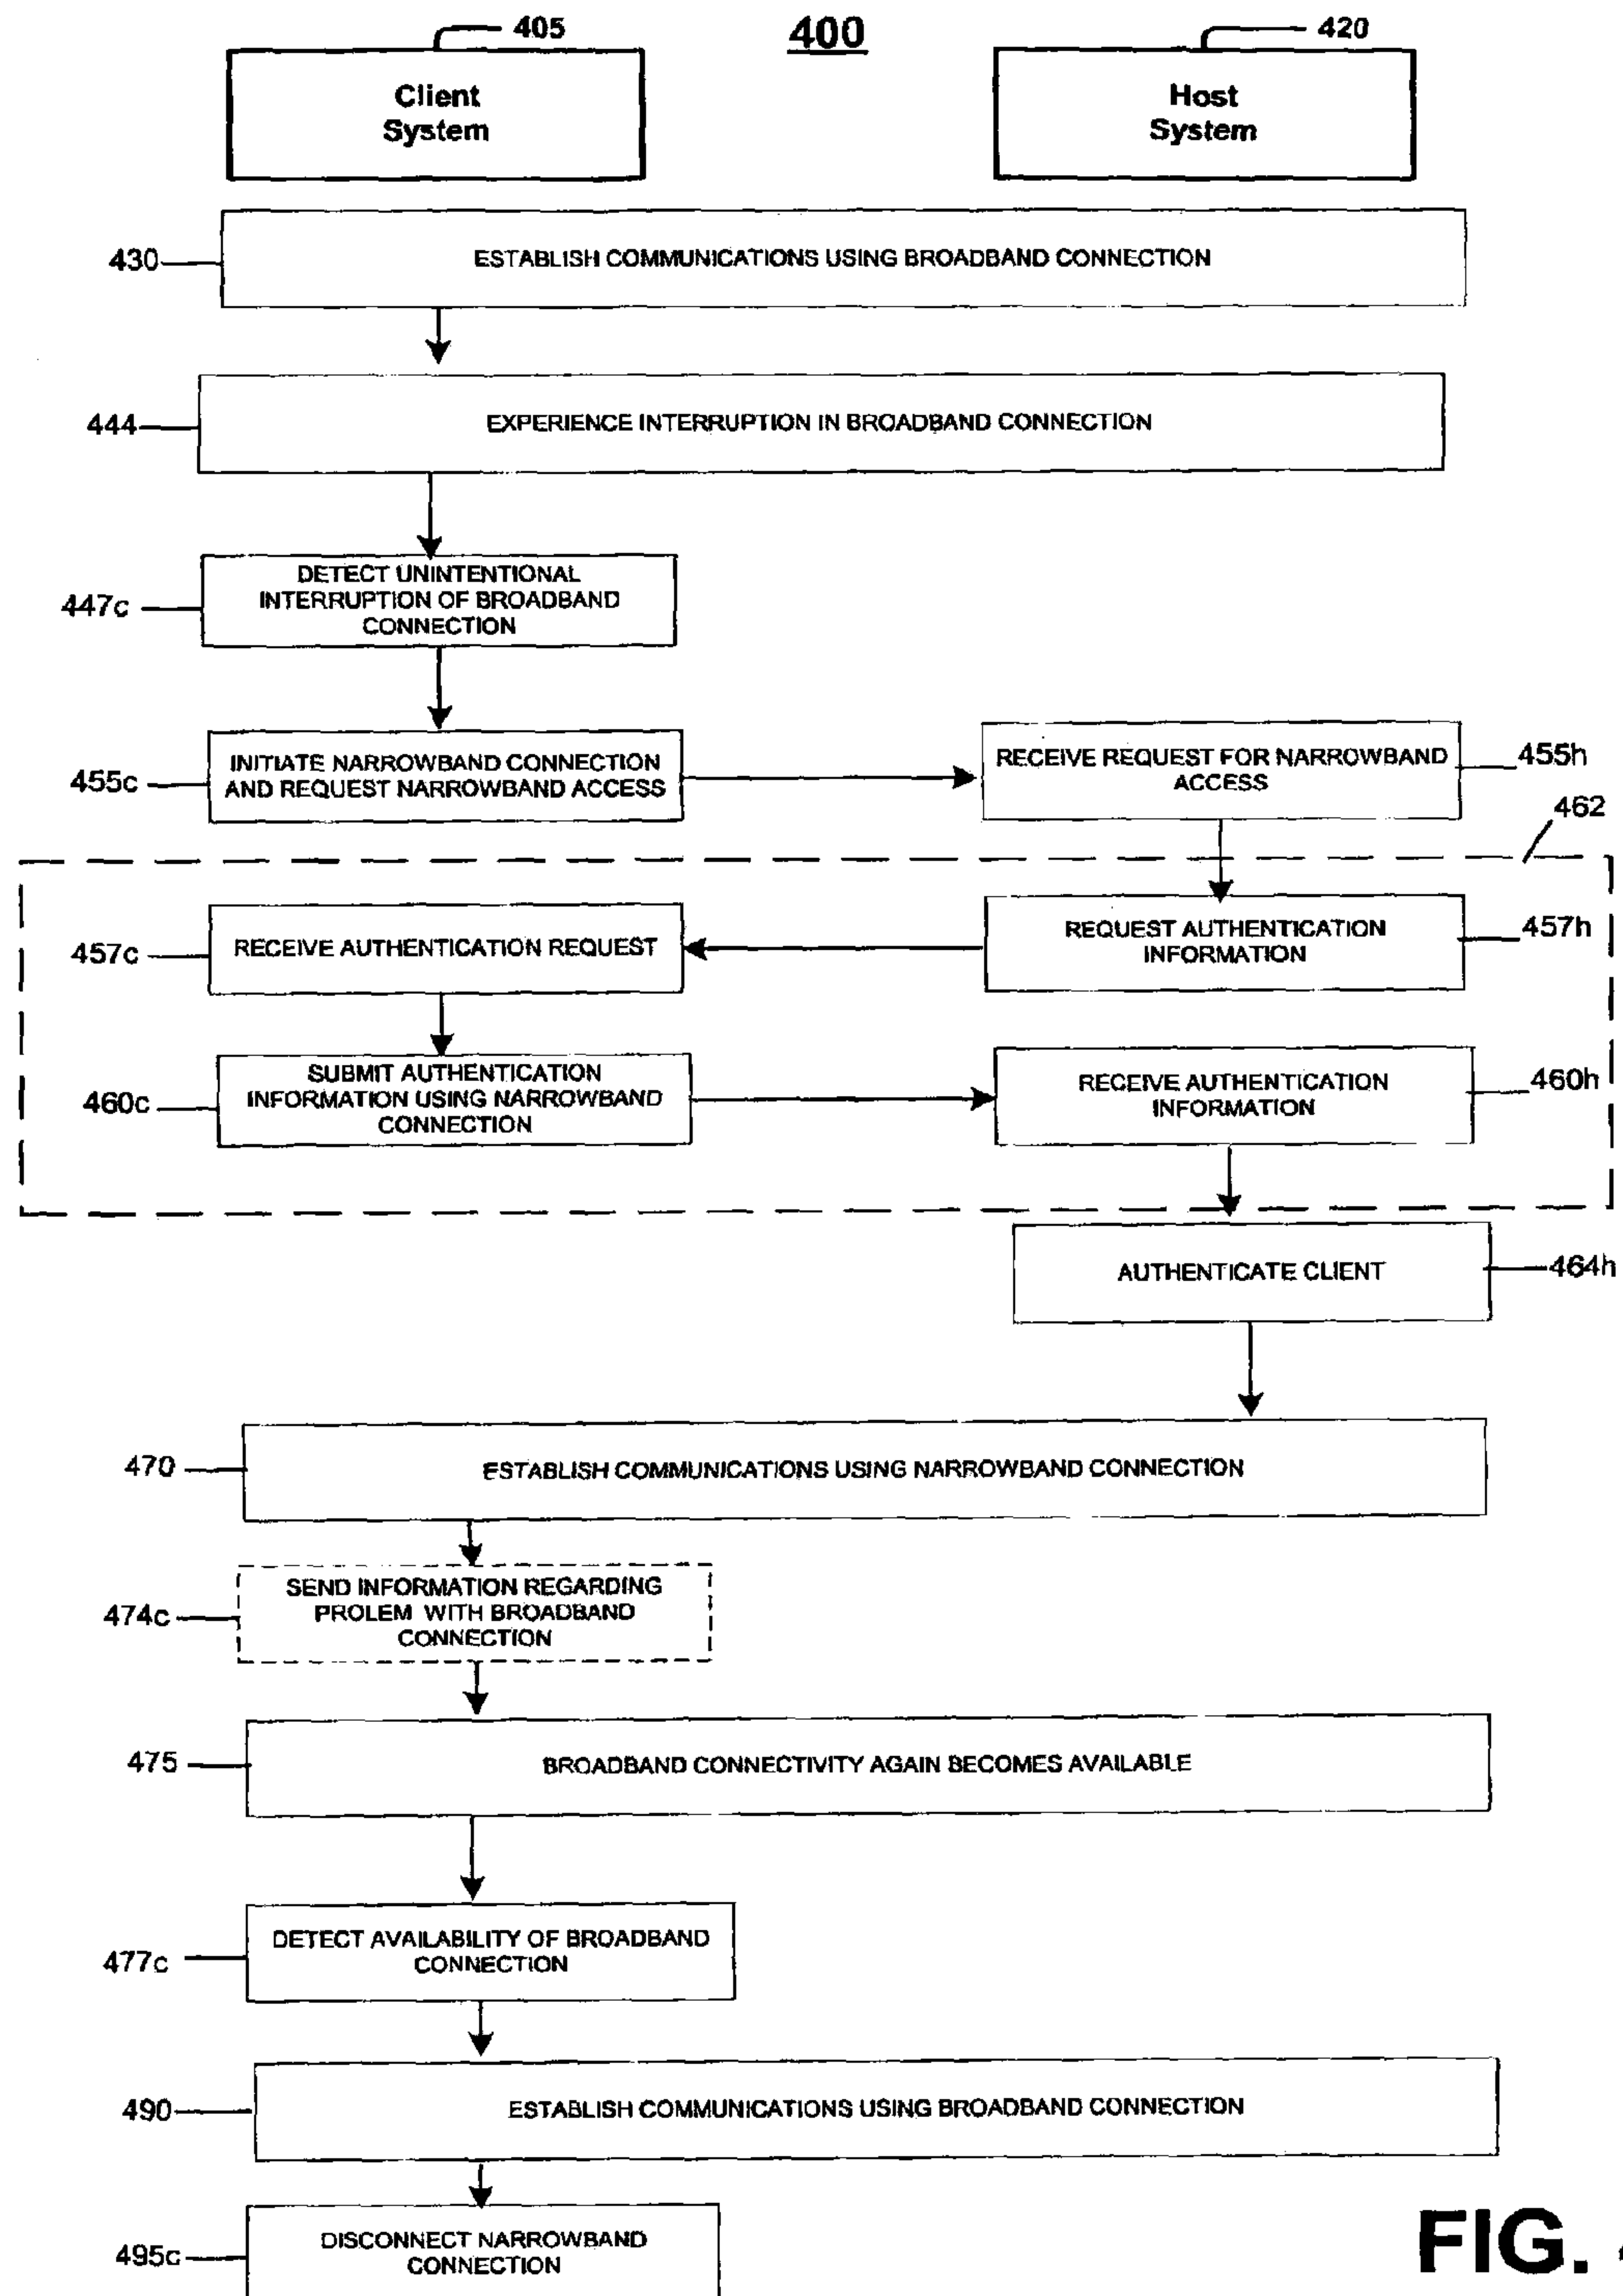 400
405
420
Client
System
Host
System
430
ESTABLISH COMMUNICATIONS USING BROADBAND CONNECTION
444
EXPERIENCE INTERRUPTION IN BROADBAND CONNECTION
447c
DETECT UNINTENTIONAL
INTERRUPTION OF BROADBAND
CONNECTION
455c
INITIATE NARROWBAND CONNECTION
AND REQUEST NARROWBAND ACCESS
RECEIVE REQUEST FOR NARROWBAND
ACCESS
455h
462
457c
RECEIVE AUTHENTICATION REQUEST
REQUEST AUTHENTICATION
INFORMATION
457h
460c
SUBMIT AUTHENTICATION
INFORMATION USING NARROWBAND
CONNECTION
RECEIVE AUTHENTICATION
INFORMATION
460h
AUTHENTICATE CLIENT
464h
470
ESTABLISH COMMUNICATIONS USING NARROWBAND CONNECTION
474c
SEND INFORMATION REGARDING
PROLEM WITH BROADBAND
CONNECTION
475
BROADBAND CONNECTIVITY AGAIN BECOMES AVAILABLE
477c
DETECT AVAILABILITY OF BROADBAND
CONNECTION
490
ESTABLISH COMMUNICATIONS USING BROADBAND CONNECTION
495c
DISCONNECT NARROWBAND
CONNECTION
FIG.